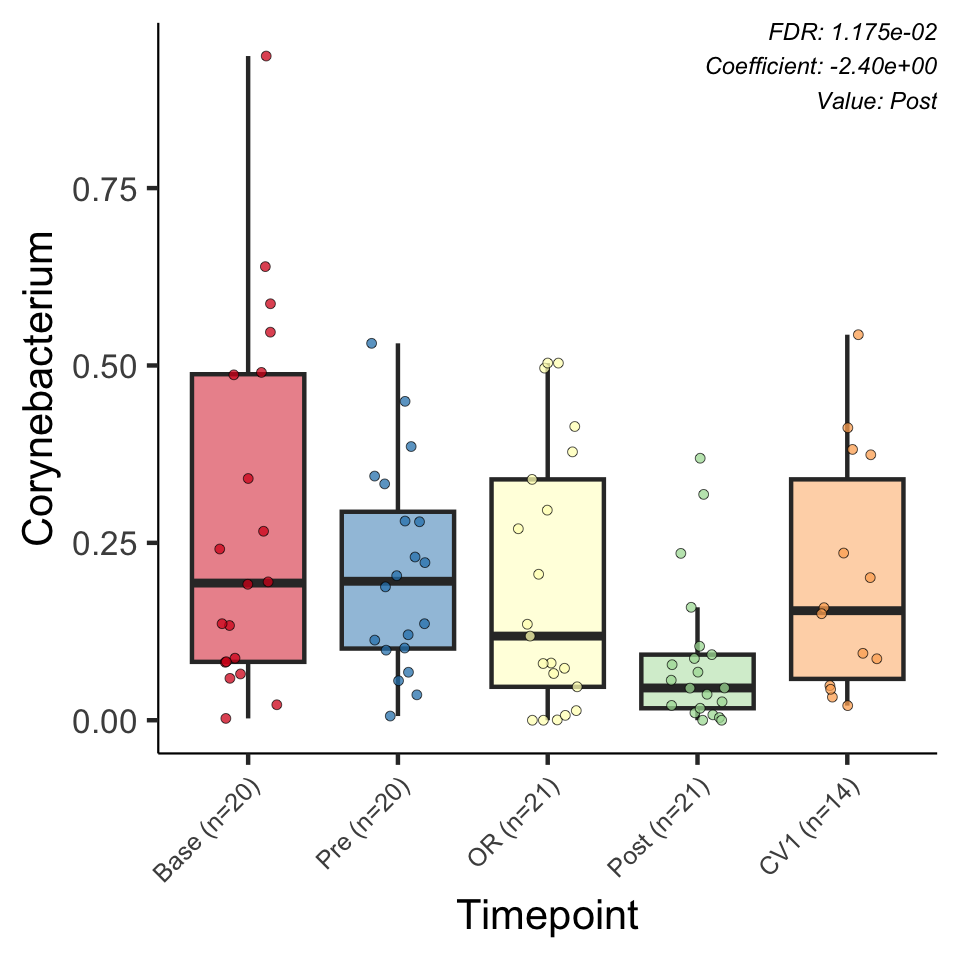 FDR: 1.175e-02
Coefficient: -2.40e+00
Value: Post
Corynebacterium
0.75
0.50
0.25
0.00
Base (n=20)
Pre (n=20)
OR (n=21)
Post (n=21)
CV1 (n=14)
Timepoint